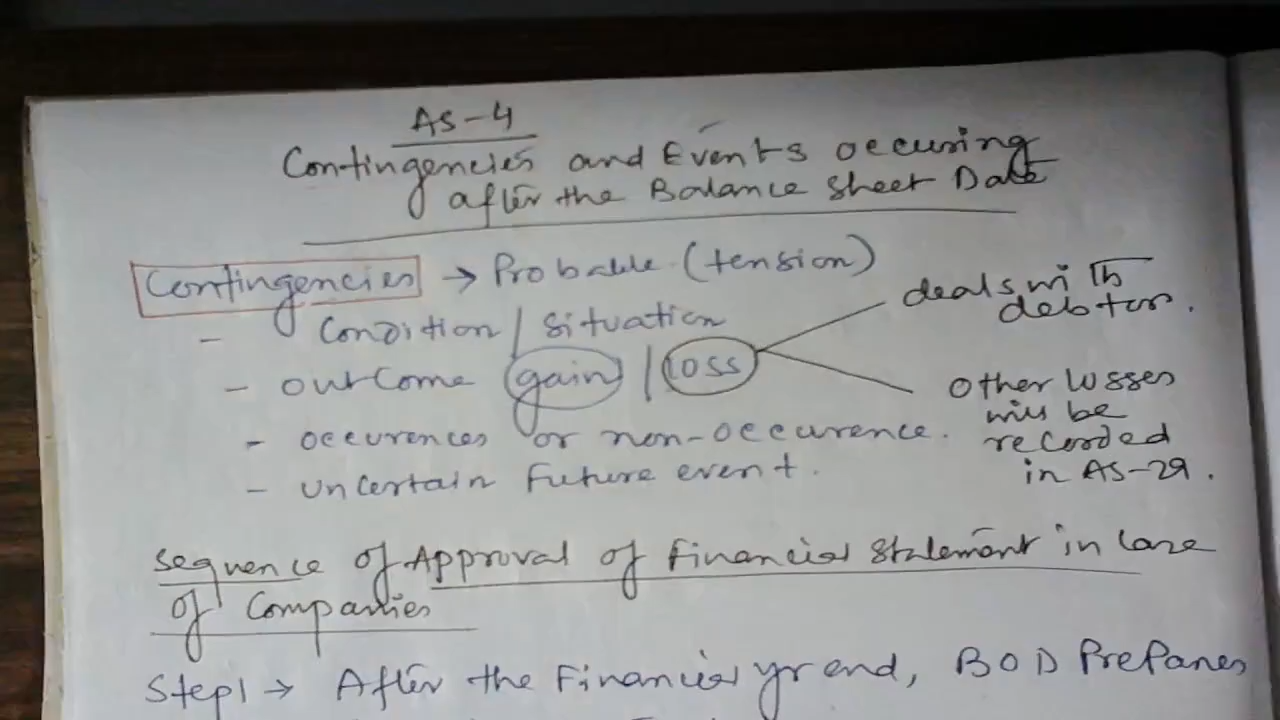 AS-4
Contingencies and Events occuring
after the Balance Sheet Date
Contingencies → Probable (tension)
- Condition / situation
- outcome gain / loss
deals with
debtors.
other losses
will be
recorded
in AS-29.
- occurences or non-occurence.
- uncertain future event.
Sequence of Approval of Financial Statement in Case
of Companies
Step1 → After the Financial yr end, BOD Prepares